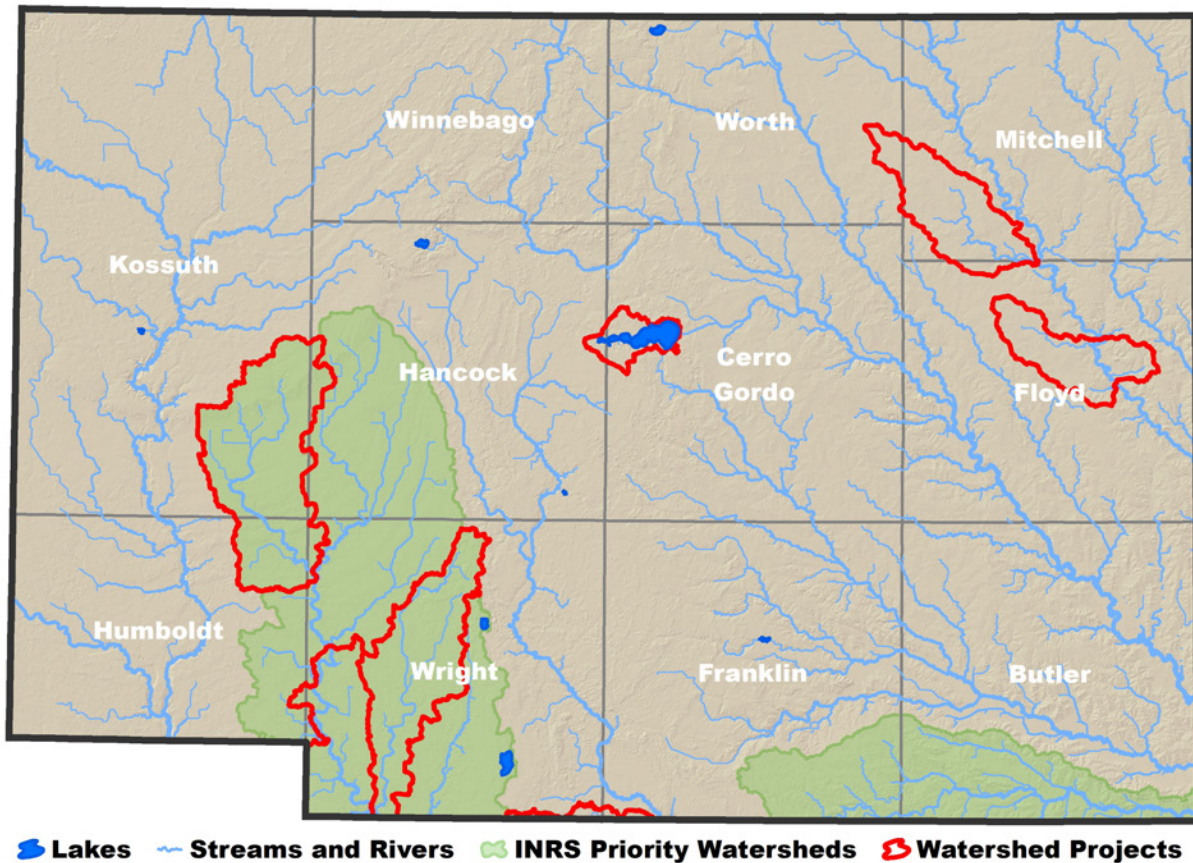 Winnebago
Worth
Mitchell
Kossuth
Hancock
Cerro
Gordo
Floyd
Humboldt
Wright
Franklin
Butler
Lakes
Streams and Rivers
INRS Priority Watersheds
Watershed Projects